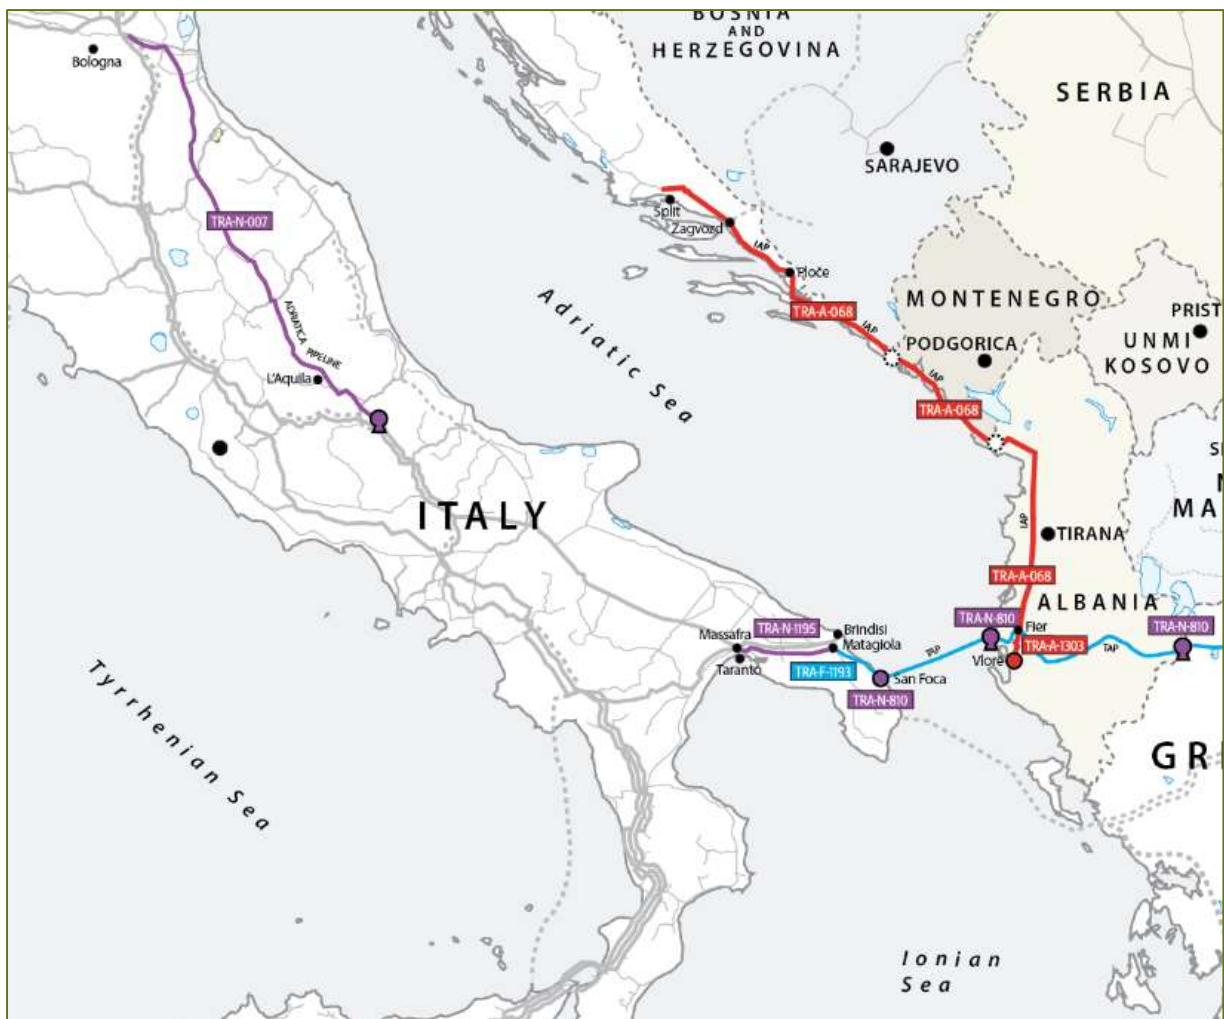 BOSNIA
AND
HERZEGOVINA
Bologna
SERBIA
SARAJEVO
TRA-N-007
Split
Zagvozd
IAP
Ploče
Adriatic Sea
MONTENEGRO
PRIST
TRA-A-068
IAP
PODGORICA
UNMI
KOSOVO
ADRIATICA
PIPELINE
IAP
L'Aquila
TRA-A-068
ITALY
MA
IAP
TIRANA
TRA-A-068
ALBANIA
TRA-N-810
TRA-N-810
TRA-N-1195
Brindisi
Fier
Massafra
Matagiola
TRA-A-1303
TAP
TAP
Vlorë
Taranto
TRA-F-1193
San Foca
TRA-N-810
Tyrrhenian Sea
GR
Ionian
Sea